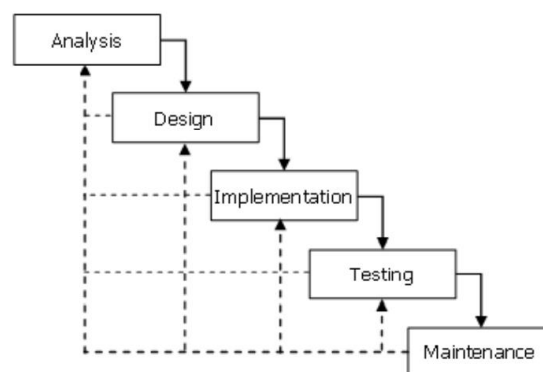 Analysis
Design
Implementation
Testing
Maintenance